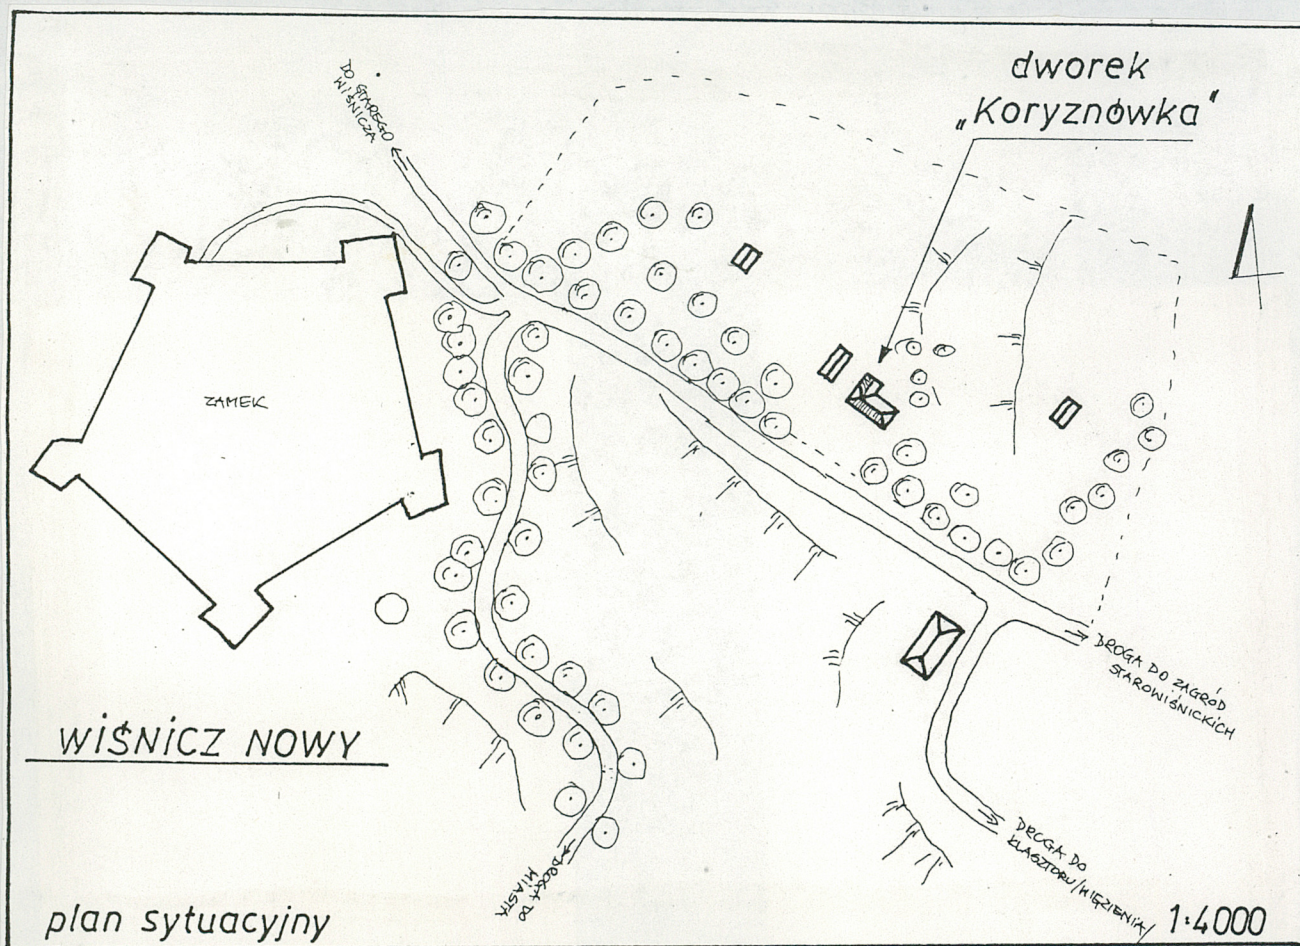 DO STAREGO
WIŚNICZA
dworek
„Koryznówka"
ZAMEK
DROGA DO ZAGRÓD
STAROWIŚNICKICH
WIŚNICZ NOWY
DROGA DO
KLASZTORU/WIĘZIENIA/
DROGA DO
MIASTA
plan sytuacyjny
1:4000